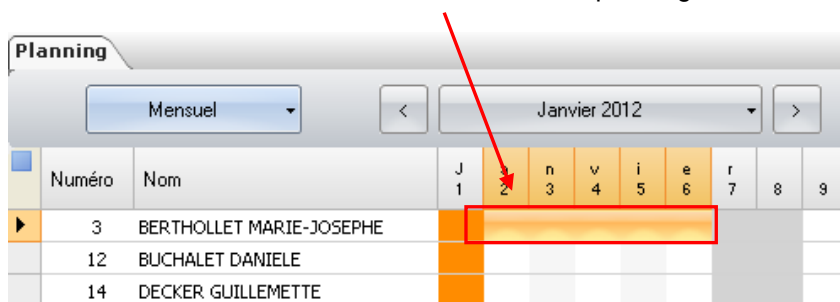 Planning
Mensuel < Janvier 2012 >
Numéro Nom J a n v i e r
1 2 3 4 5 6 7 8 9
3 BERTHOLLET MARIE-JOSEPHE
12 BUCHALET DANIELE
14 DECKER GUILLEMETTE